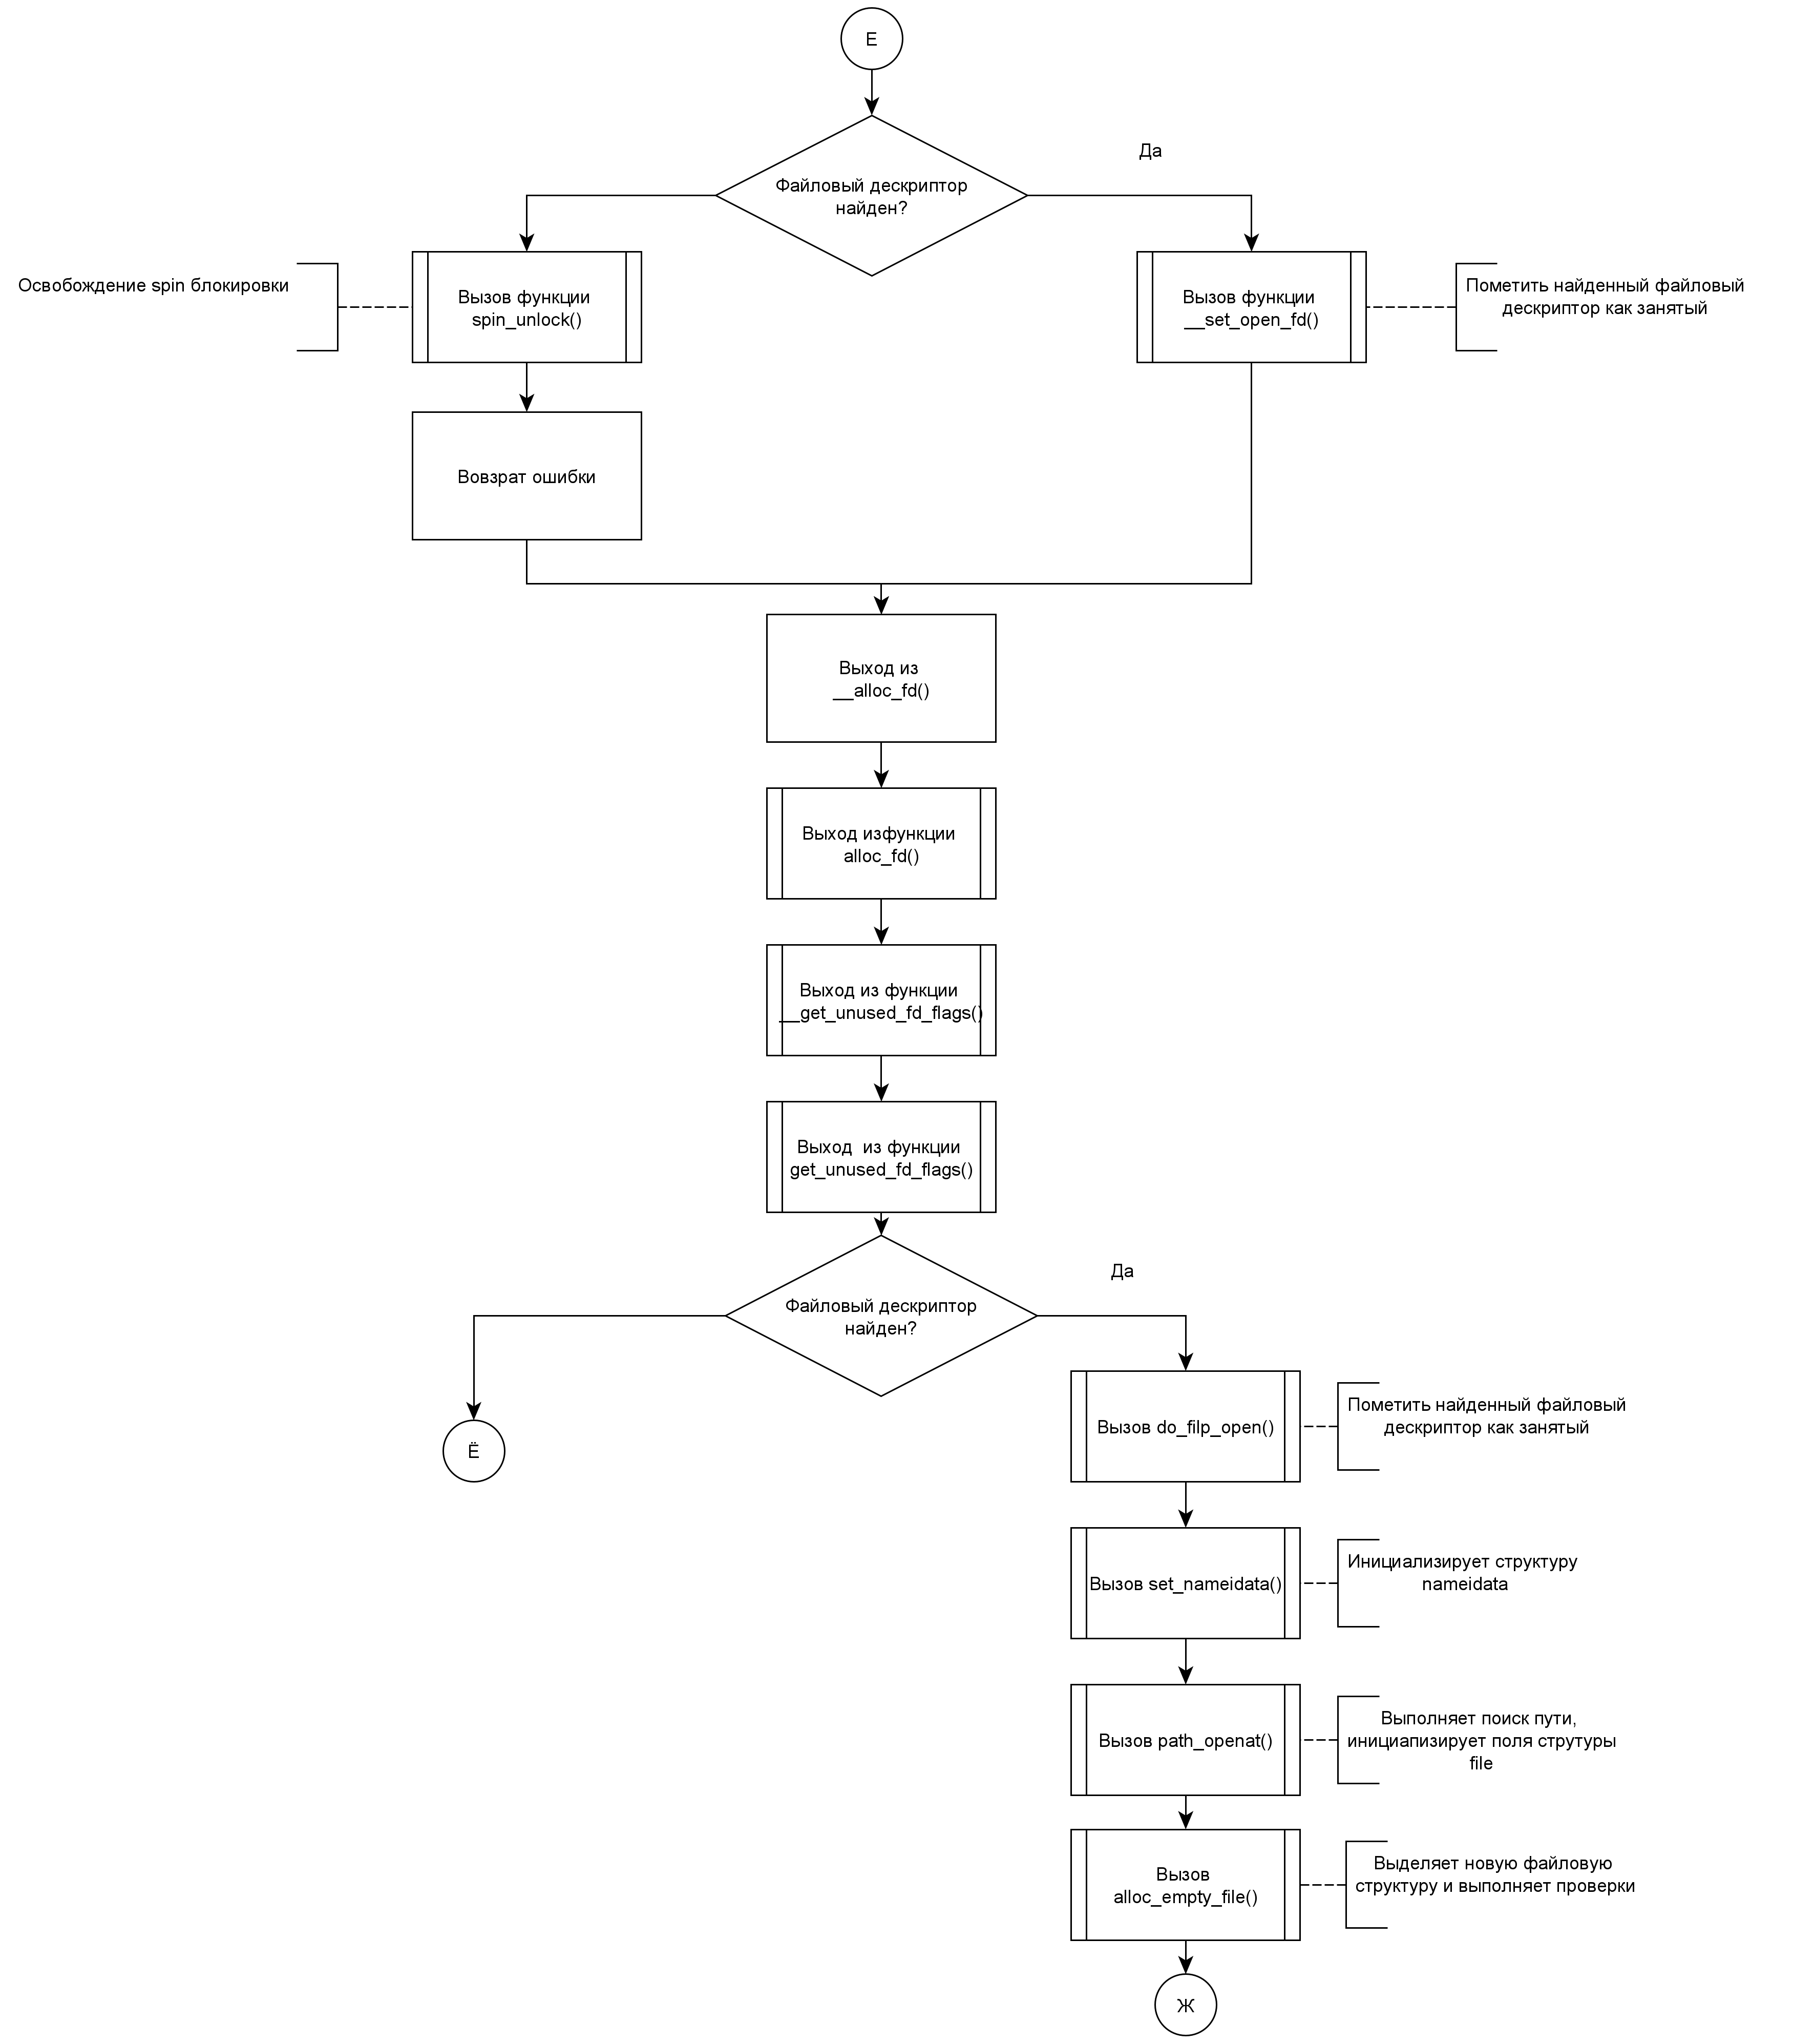 Е
Да
Файловый дескриптор
найден?
Освобождение spin блокировки
Вызов функции
spin_unlock()
Вызов функции
__set_open_fd()
Пометить найденный файловый
дескриптор как занятый
Вовзрат ошибки
Выход из
__alloc_fd()
Выход изфункции
alloc_fd()
Выход из функции
__get_unused_fd_flags()
Выход  из функции
get_unused_fd_flags()
Да
Файловый дескриптор
найден?
Ё
Вызов do_filp_open()
Пометить найденный файловый
дескриптор как занятый
Вызов set_nameidata()
Инициализирует структуру
nameidata
Вызов path_openat()
Выполняет поиск пути,
инициапизирует поля струтуры
file
Вызов
alloc_empty_file()
Выделяет новую файловую
структуру и выполняет проверки
Ж